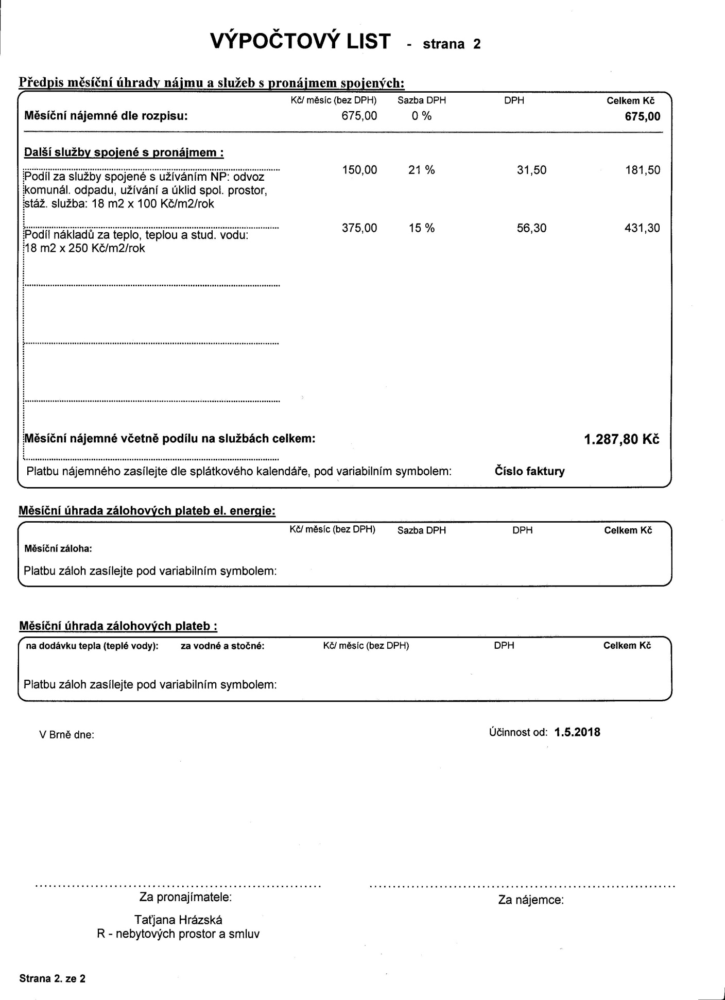 VÝPOČTOVÝ LIST - strana 2
Předpis měsíční úhrady nájmu a služeb s pronájmem spojených:
Kč/ měsíc (bez DPH) Sazba DPH DPH Celkem Kč
Měsíční nájemné dle rozpisu: 675,00 0 % 675,00
Další služby spojené s pronájmem :
150,00 21 % 31,50 181,50
Podíl za služby spojené s užíváním NP: odvoz
komunál. odpadu, užívání a úklid spol. prostor,
stáž. služba: 18 m2 x 100 Kč/m2/rok
375,00 15 % 56,30 431,30
Podíl nákladů za teplo, teplou a stud. vodu:
18 m2 x 250 Kč/m2/rok
Měsíční nájemné včetně podílu na službách celkem: 1.287,80 Kč
Platbu nájemného zasílejte dle splátkového kalendáře, pod variabilním symbolem: Číslo faktury
Měsíční úhrada zálohových plateb el. energie:
Kč/ měsíc (bez DPH) Sazba DPH DPH Celkem Kč
Měsíční záloha:
Platbu záloh zasílejte pod variabilním symbolem:
Měsíční úhrada zálohových plateb :
na dodávku tepla (teplé vody): za vodné a stočné: Kč/ měsíc (bez DPH) DPH Celkem Kč
Platbu záloh zasílejte pod variabilním symbolem:
V Brně dne: Účinnost od: 1.5.2018
Za pronajímatele: Za nájemce:
Taťjana Hrázská
R - nebytových prostor a smluv
Strana 2. ze 2